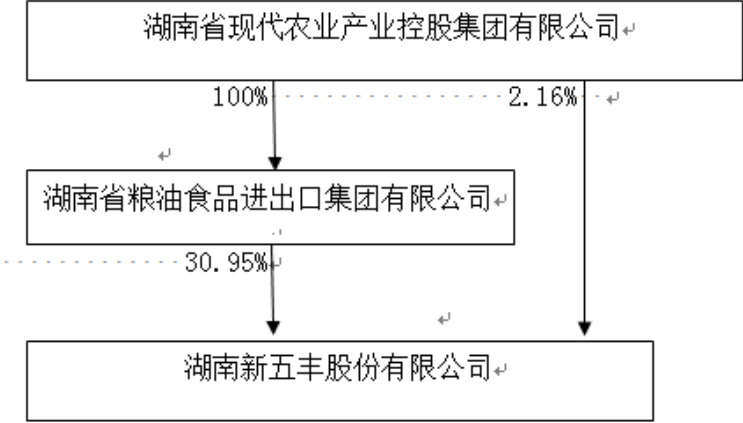 湖南省现代农业产业控股集团有限公司
100% 2.16%
湖南省粮油食品进出口集团有限公司
30.95%
湖南新五丰股份有限公司